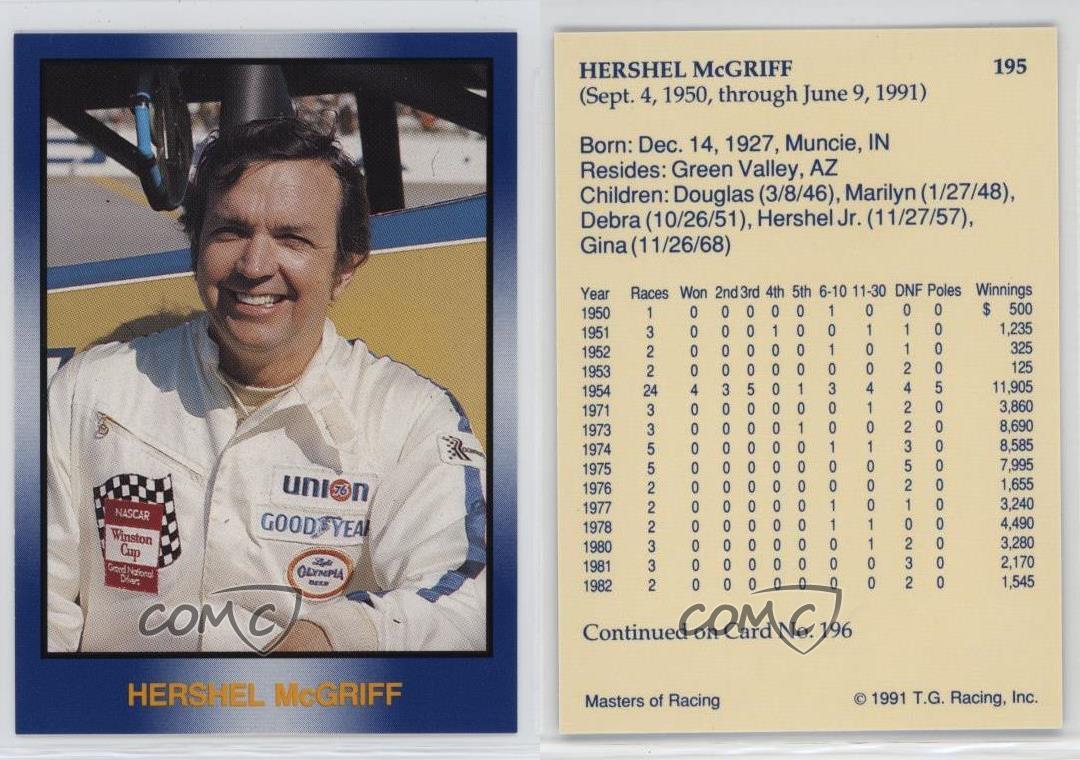 NASCAR
Winston
Cup
Grand National
Drivers
UNION
76
GOODYEAR
Light
OLYMPIA
BEER
COMC
HERSHEL McGRIFF
HERSHEL McGRIFF 195
(Sept. 4, 1950, through June 9, 1991)
Born: Dec. 14, 1927, Muncie, IN
Resides: Green Valley, AZ
Children: Douglas (3/8/46), Marilyn (1/27/48),
Debra (10/26/51), Hershel Jr. (11/27/57),
Gina (11/26/68)
Year Races Won 2nd 3rd 4th 5th 6-10 11-30 DNF Poles Winnings
1950 1 0 0 0 0 0 1 0 0 0 $ 500
1951 3 0 0 0 1 0 0 1 1 0 1,235
1952 2 0 0 0 0 0 1 0 1 0 325
1953 2 0 0 0 0 0 0 0 2 0 125
1954 24 4 3 5 0 1 3 4 4 5 11,905
1971 3 0 0 0 0 0 0 1 2 0 3,860
1973 3 0 0 0 0 1 0 0 2 0 8,690
1974 5 0 0 0 0 0 1 1 3 0 8,585
1975 5 0 0 0 0 0 0 0 5 0 7,995
1976 2 0 0 0 0 0 0 0 2 0 1,655
1977 2 0 0 0 0 0 1 0 1 0 3,240
1978 2 0 0 0 0 0 1 1 0 0 4,490
1980 3 0 0 0 0 0 0 1 2 0 3,280
1981 3 0 0 0 0 0 0 0 3 0 2,170
1982 2 0 0 0 0 0 0 0 2 0 1,545
COMC
Continued on Card No. 196
Masters of Racing © 1991 T.G. Racing, Inc.